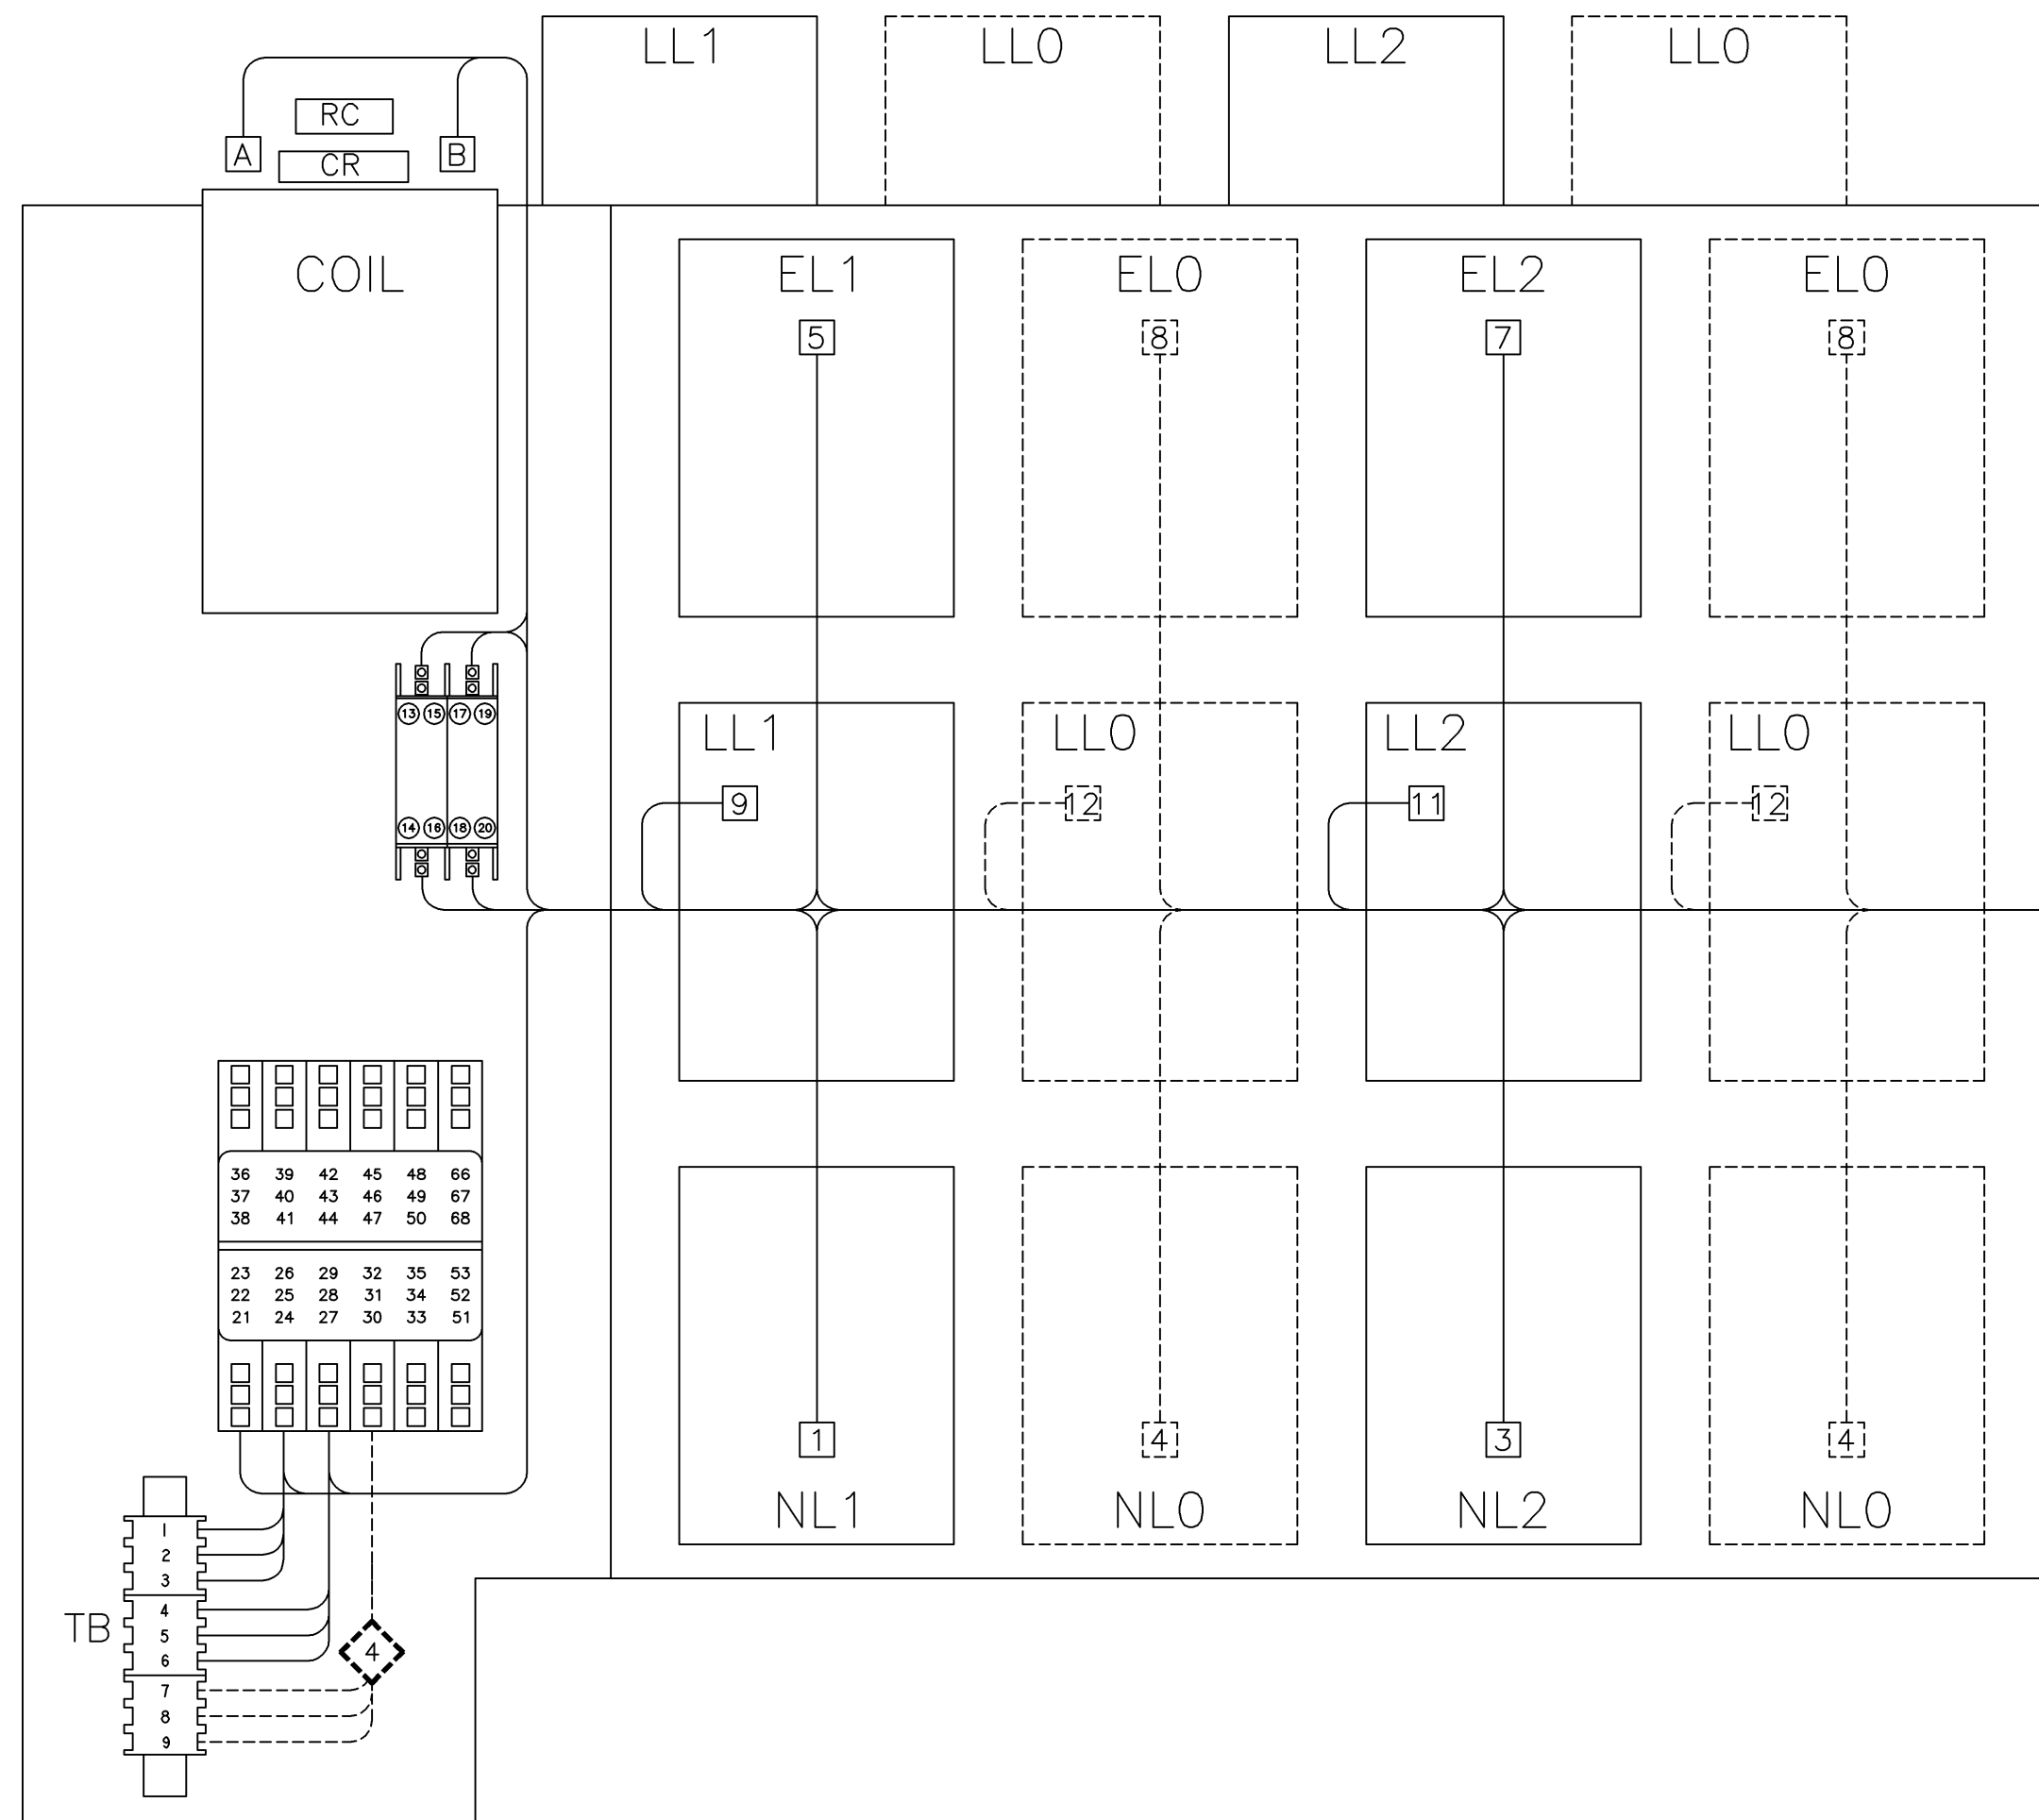 LL1 LL0 LL2 LL0
RC
A B
CR
COIL EL1 EL0 EL2 EL0
5 8 7 8
13 15 17 19
LL1 LL0 LL2 LL0
9 12 11 12
14 16 18 20
36 39 42 45 48 66
37 40 43 46 49 67
38 41 44 47 50 68
23 26 29 32 35 53
22 25 28 31 34 52
21 24 27 30 33 51
1 4 3 4
NL1 NL0 NL2 NL0
1
2
3
4
TB
5
6
4
7
8
9